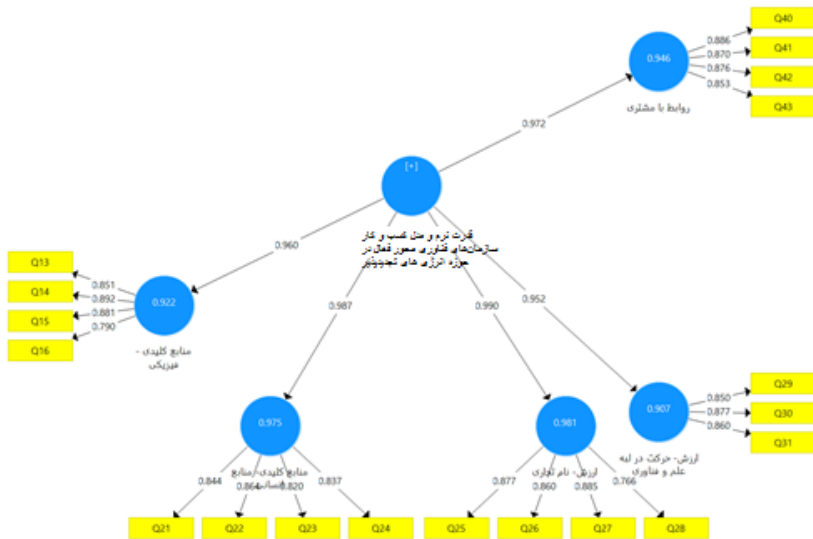 Q40
0.886
Q41
0.870
0.946
0.876
Q42
0.853
Q43
روابط با مشتری
0.972
[+]
قدرت نرم و مدل کسب و کار
سازمان‌های فناوری محور فعال در
حوزه انرژی های تجدیدپذیر
0.960
Q13
0.851
Q14
0.892
0.922
0.881
Q15
0.790
Q16
منابع کلیدی -
فیزیکی
0.987
0.990
0.952
Q29
0.850
0.907
0.877
Q30
0.860
Q31
ارزش- حرکت در لبه
علم و فناوری
0.975
منابع کلیدی- منابع
انسانی
0.844
0.864
0.820
0.837
Q21
Q22
Q23
Q24
0.981
ارزش- نام تجاری
0.877
0.860
0.885
0.766
Q25
Q26
Q27
Q28